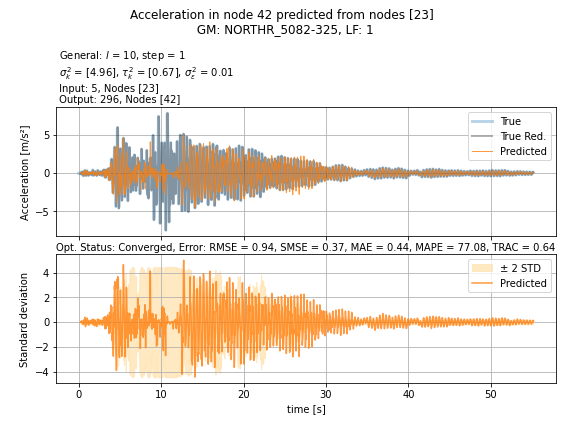 Acceleration in node 42 predicted from nodes [23]
GM: NORTHR_5082-325, LF: 1
General: l = 10, step = 1
σ²ₖ = [4.96], τ²ₖ = [0.67], σ²ε = 0.01
Input: 5, Nodes [23]
Output: 296, Nodes [42]
Acceleration [m/s²]
5
0
−5
True
True Red.
Predicted
Opt. Status: Converged, Error: RMSE = 0.94, SMSE = 0.37, MAE = 0.44, MAPE = 77.08, TRAC = 0.64
Standard deviation
4
2
0
−2
−4
± 2 STD
Predicted
0 10 20 30 40 50
time [s]